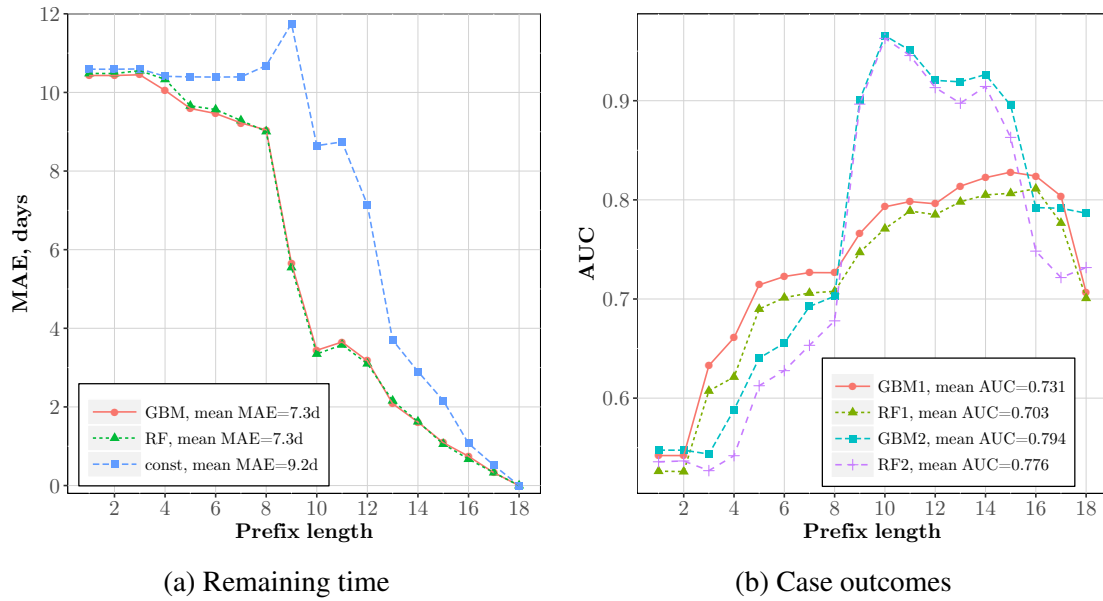 12
10
8
6
4
2
0
MAE, days
GBM, mean MAE=7.3d
RF, mean MAE=7.3d
const, mean MAE=9.2d
2 4 6 8 10 12 14 16 18
Prefix length
(a) Remaining time
0.9
0.8
0.7
0.6
AUC
GBM1, mean AUC=0.731
RF1, mean AUC=0.703
GBM2, mean AUC=0.794
RF2, mean AUC=0.776
2 4 6 8 10 12 14 16 18
Prefix length
(b) Case outcomes